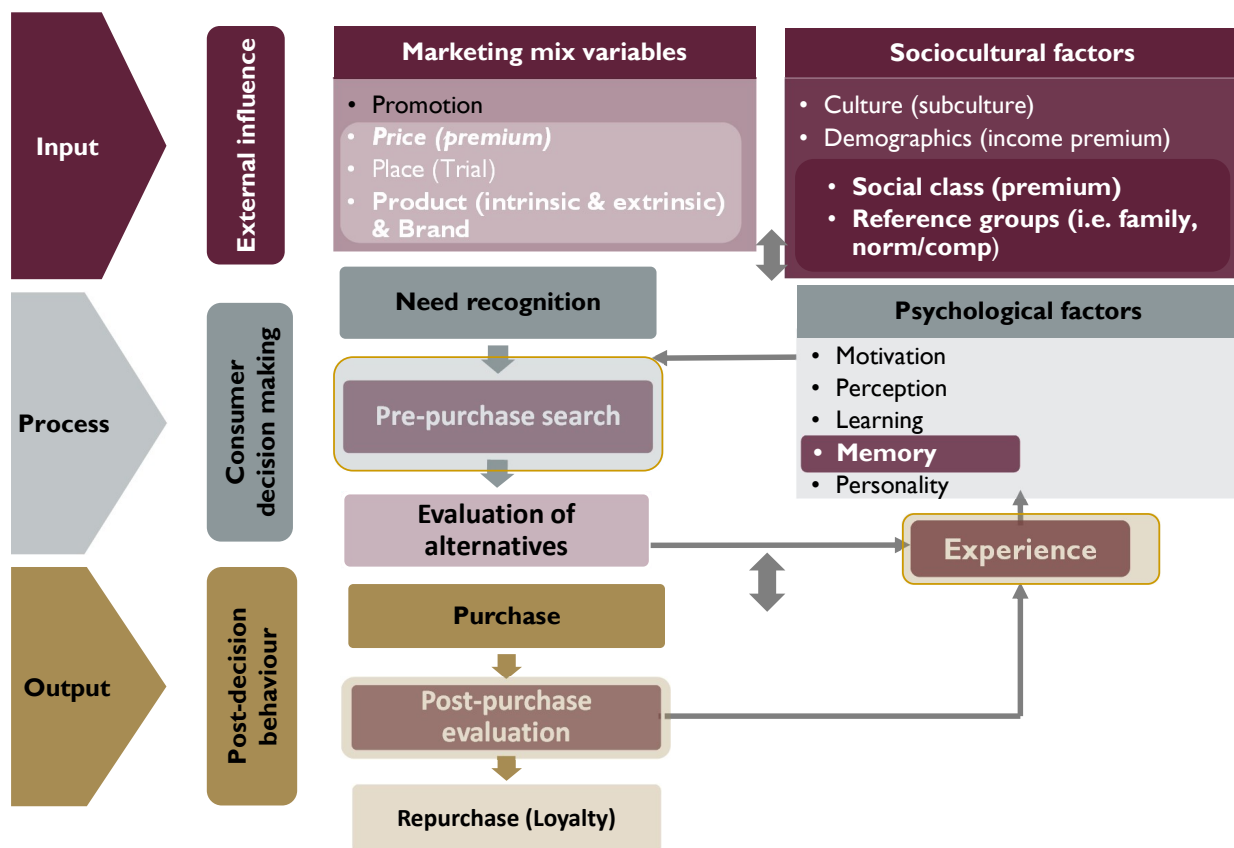 Input
External influence
Marketing mix variables
• Promotion
• Price (premium)
• Place (Trial)
• Product (intrinsic & extrinsic)
& Brand
Sociocultural factors
• Culture (subculture)
• Demographics (income premium)
• Social class (premium)
• Reference groups (i.e. family,
norm/comp)
Process
Consumer
decision making
Need recognition
Pre-purchase search
Evaluation of
alternatives
Psychological factors
• Motivation
• Perception
• Learning
• Memory
• Personality
Experience
Output
Post-decision
behaviour
Purchase
Post-purchase
evaluation
Repurchase (Loyalty)